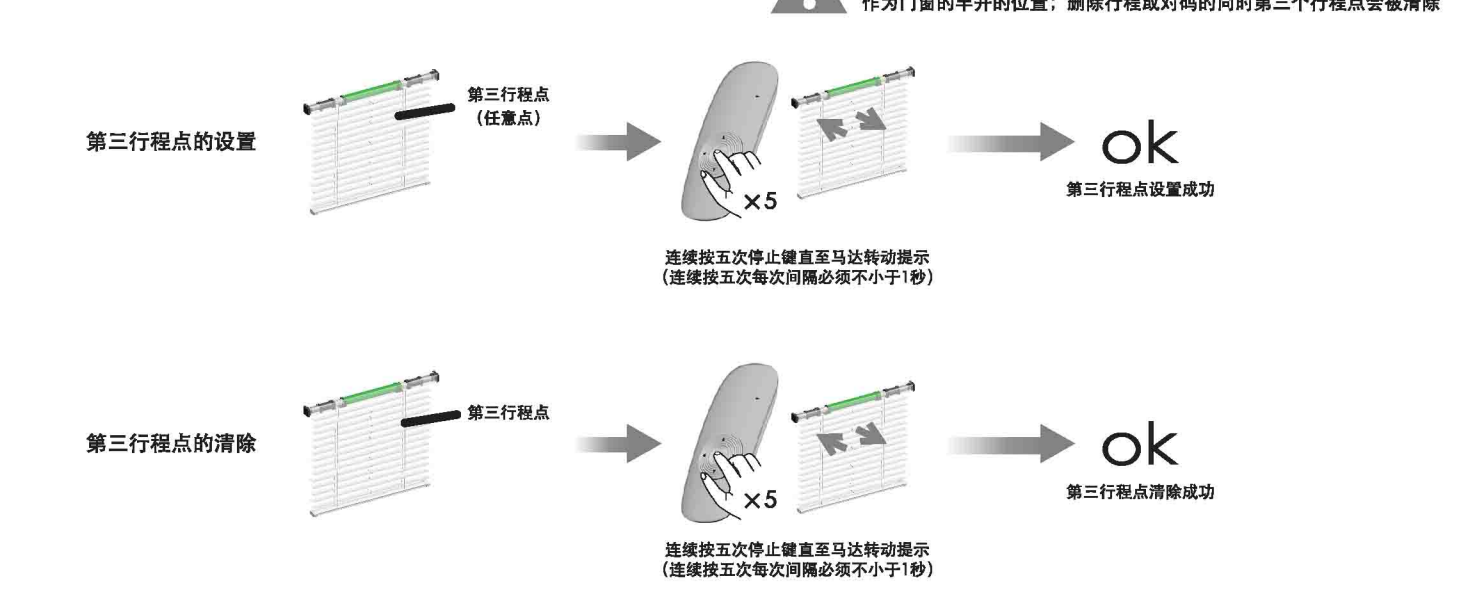 作为门窗的半开的位置；删除行程或对码的同时第三个行程点会被清除
第三行程点的设置
第三行程点
（任意点）
×5
连续按五次停止键直至马达转动提示
（连续按五次每次间隔必须不小于1秒）
ok
第三行程点设置成功
第三行程点的清除
第三行程点
×5
连续按五次停止键直至马达转动提示
（连续按五次每次间隔必须不小于1秒）
ok
第三行程点清除成功